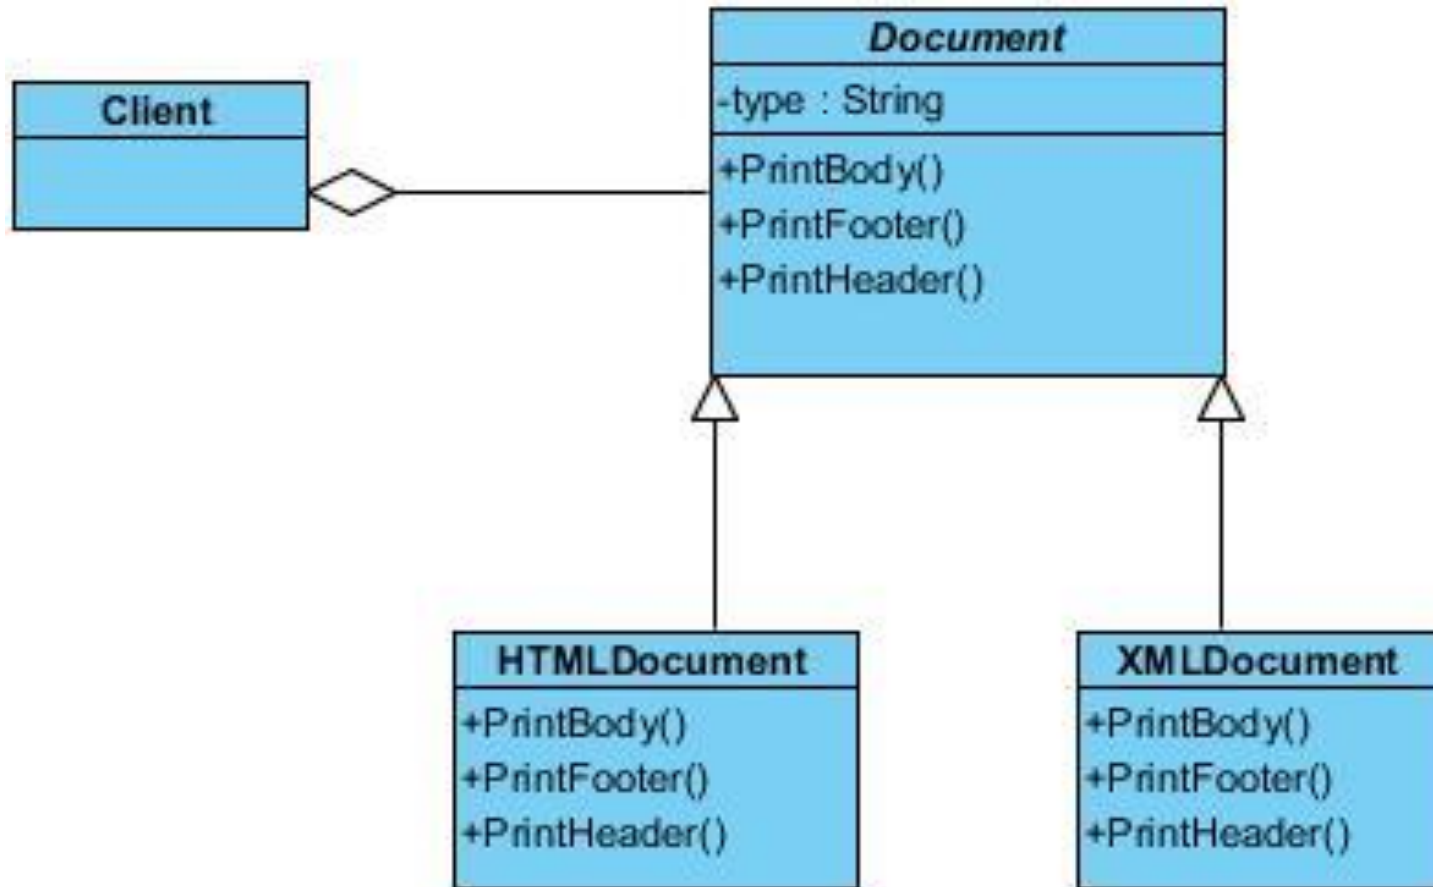 Client
Document
-type : String
+PrintBody()
+PrintFooter()
+PrintHeader()
HTMLDocument
+PrintBody()
+PrintFooter()
+PrintHeader()
XMLDocument
+PrintBody()
+PrintFooter()
+PrintHeader()